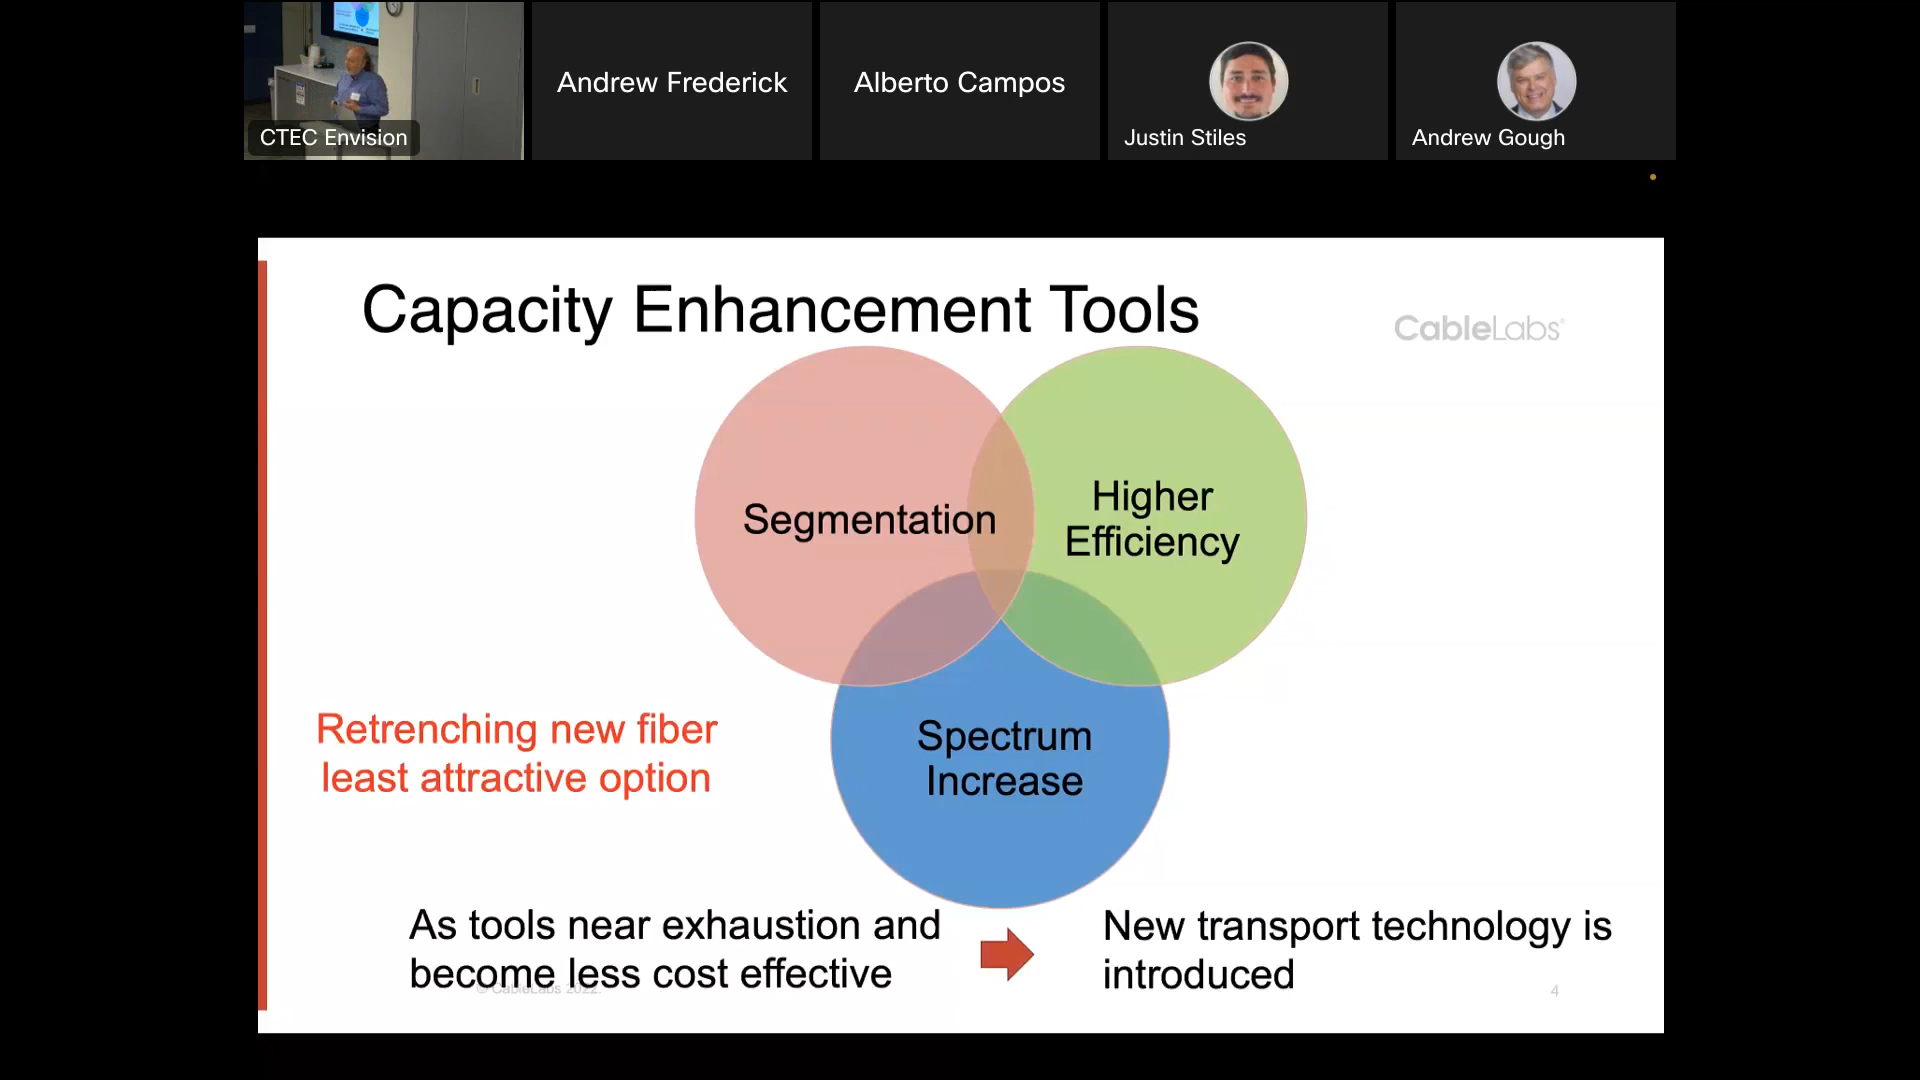 Andrew Frederick
Alberto Campos
CTEC Envision
Justin Stiles
Andrew Gough
Capacity Enhancement Tools
CableLabs®
Segmentation
Higher
Efficiency
Spectrum
Increase
Retrenching new fiber
least attractive option
As tools near exhaustion and
become less cost effective
New transport technology is
introduced
© CableLabs 2022.
4